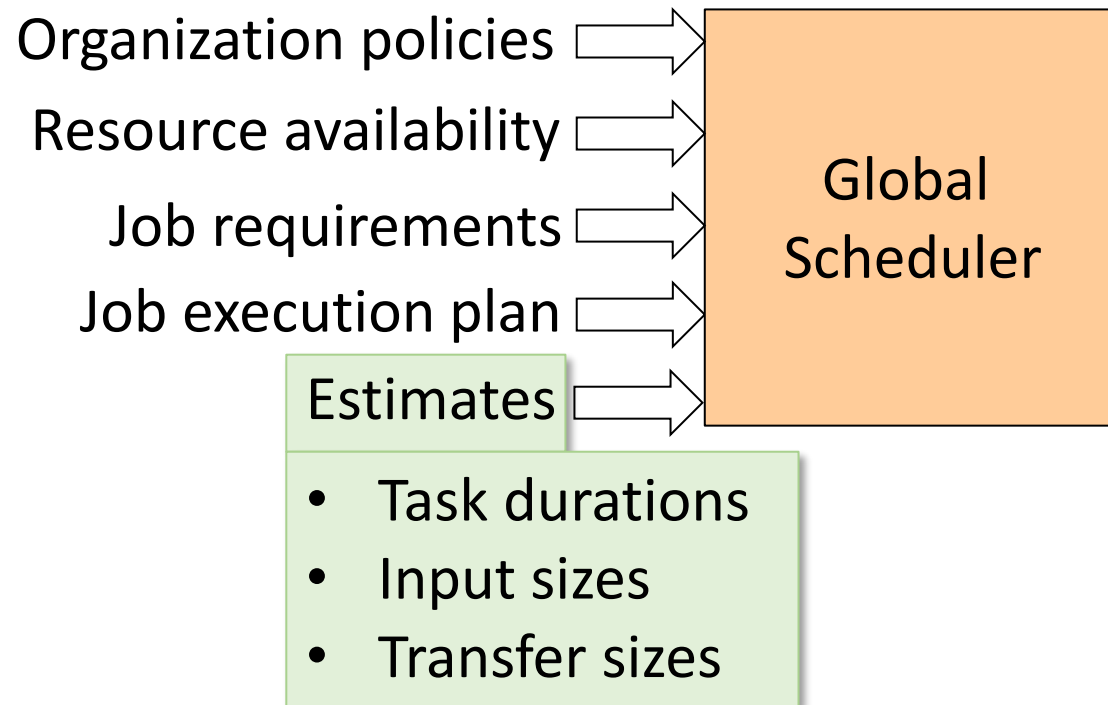 Organization policies
Resource availability
Job requirements
Job execution plan
Estimates
• Task durations
• Input sizes
• Transfer sizes
Global
Scheduler